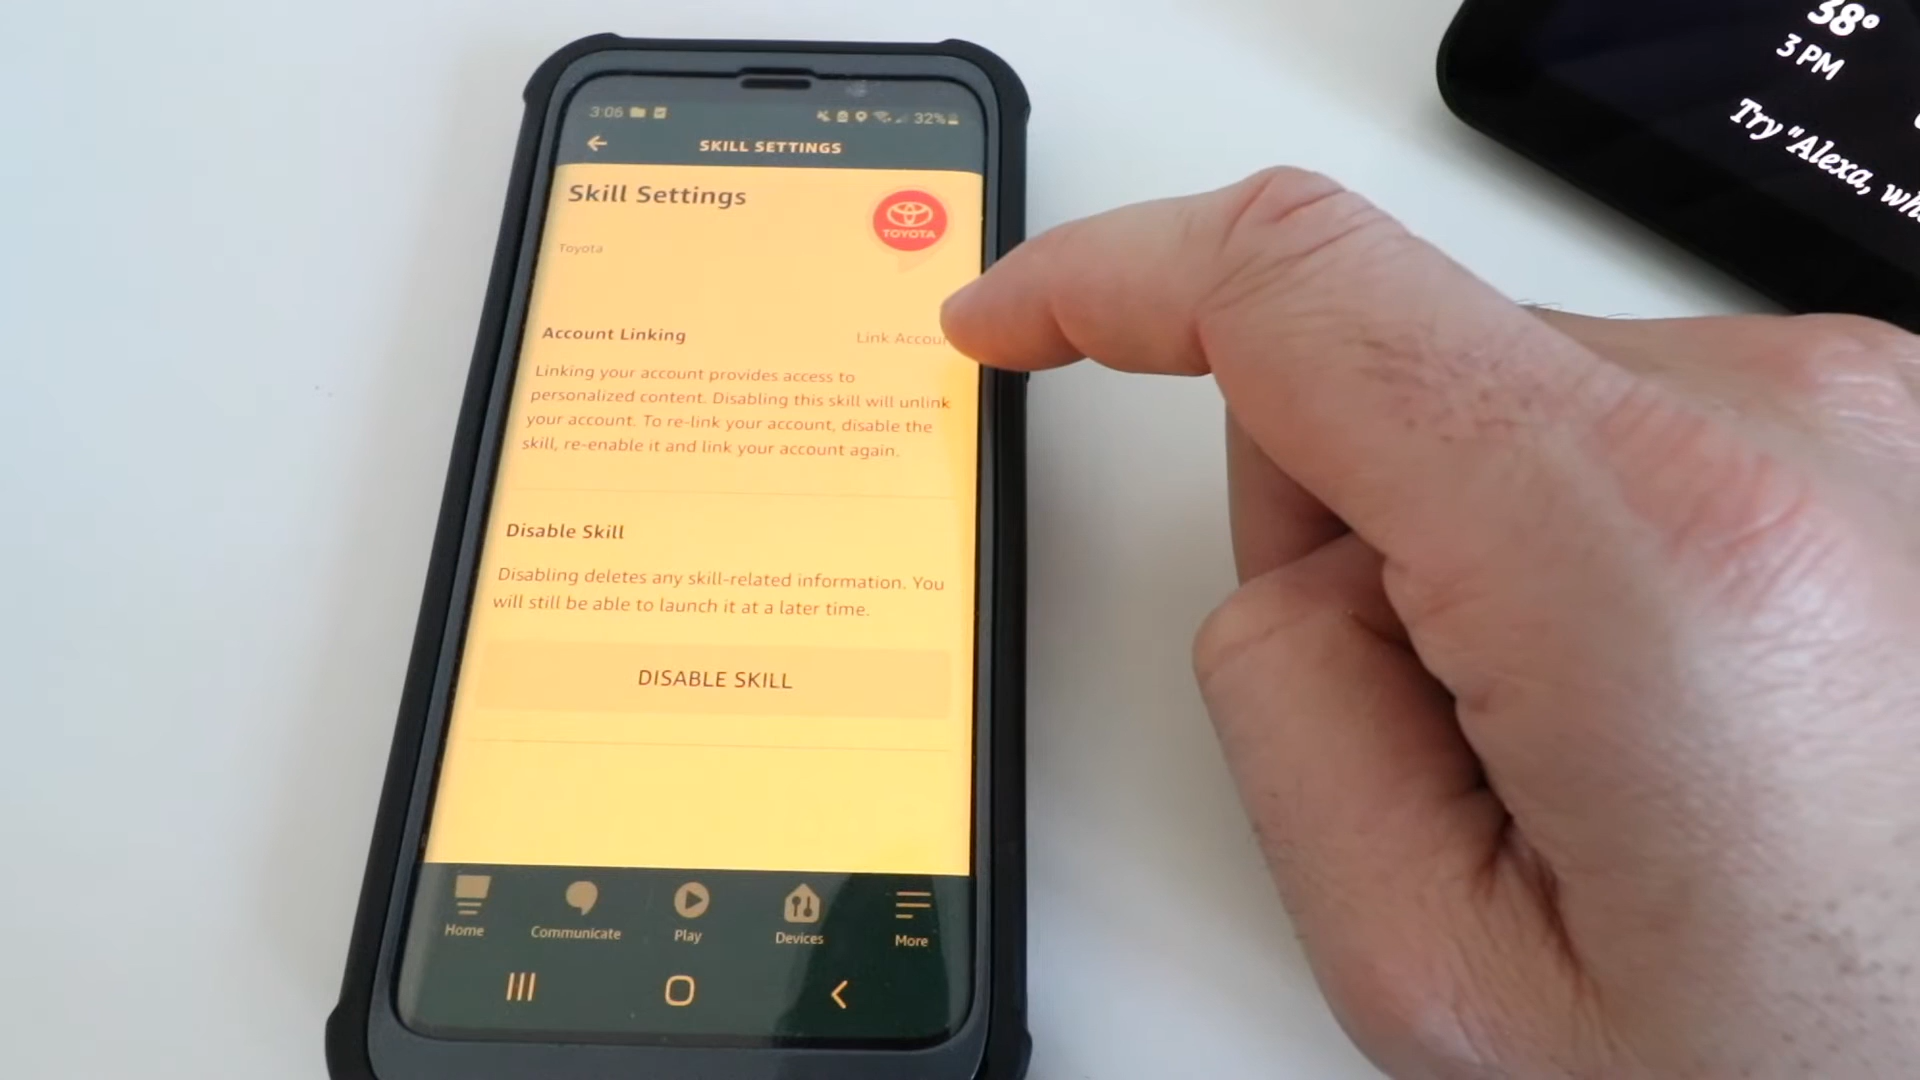 38°
3 PM
Try "Alexa, wh
3:06
32%
SKILL SETTINGS
Skill Settings
TOYOTA
Toyota
Account Linking
Link Accoun
Linking your account provides access to
personalized content. Disabling this skill will unlink
your account. To re-link your account, disable the
skill, re-enable it and link your account again.
Disable Skill
Disabling deletes any skill-related information. You
will still be able to launch it at a later time.
DISABLE SKILL
Home
Communicate
Play
Devices
More